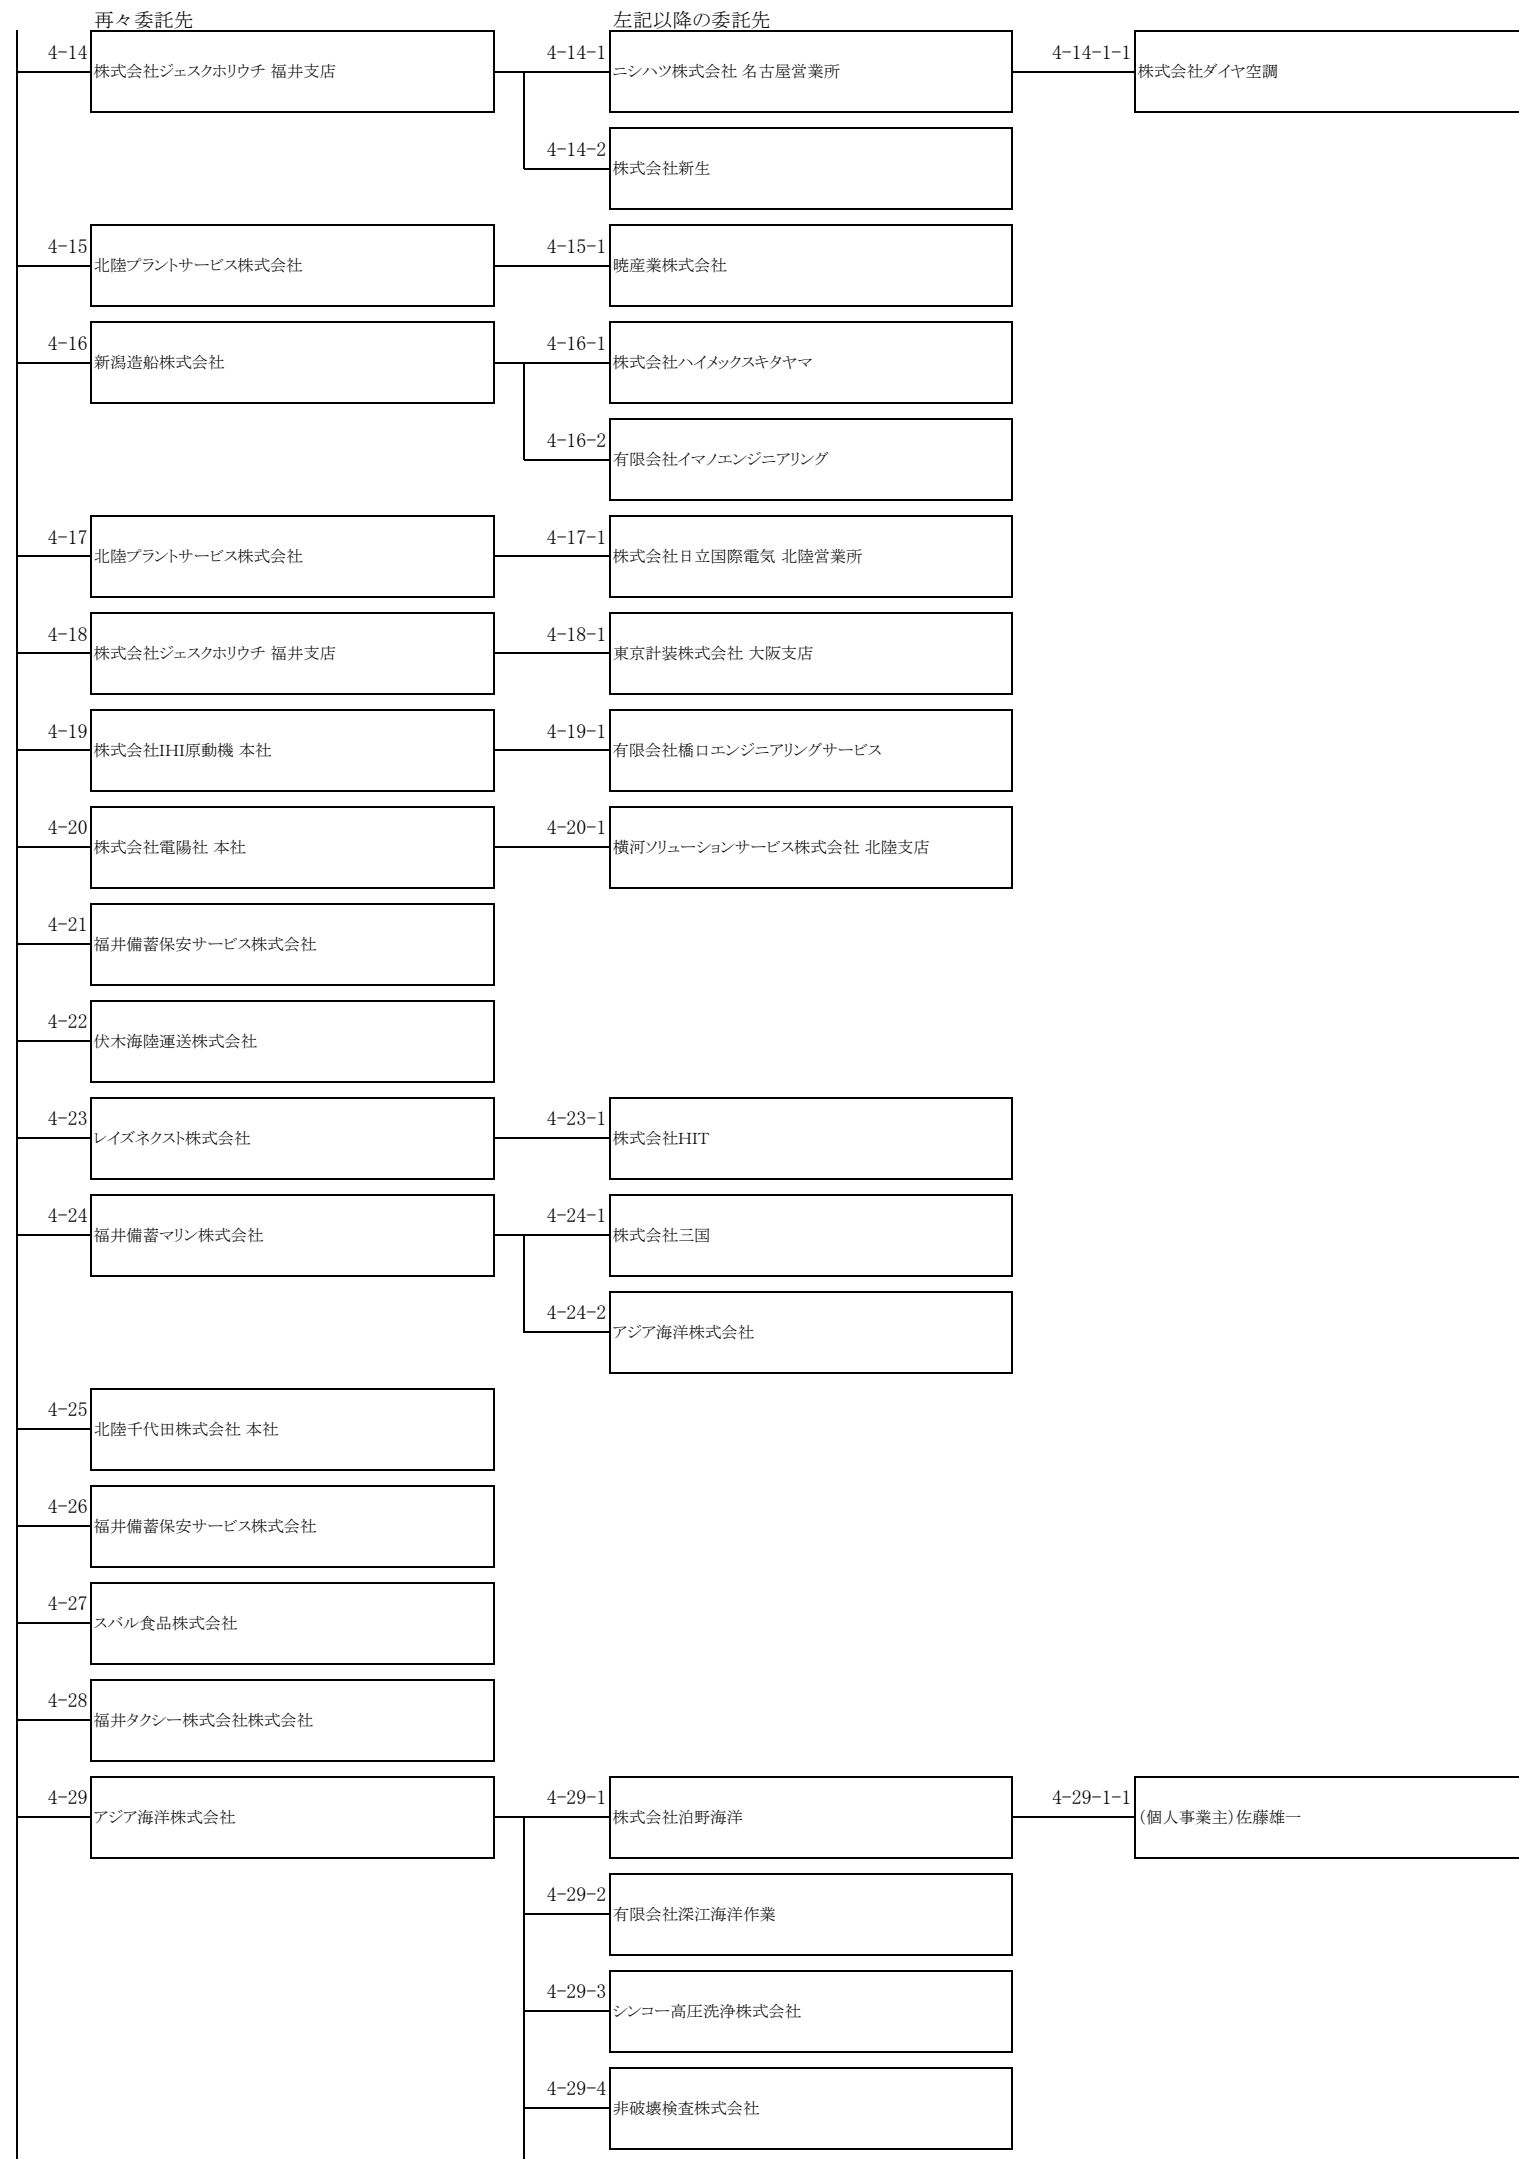 再々委託先 左記以降の委託先
4-14 4-14-1 4-14-1-1
株式会社ジェスクホリウチ 福井支店 ニシハツ株式会社 名古屋営業所 株式会社ダイヤ空調
4-14-2
株式会社新生
4-15 4-15-1
北陸プラントサービス株式会社 暁産業株式会社
4-16 4-16-1
新潟造船株式会社 株式会社ハイメックスキタヤマ
4-16-2
有限会社イマノエンジニアリング
4-17 4-17-1
北陸プラントサービス株式会社 株式会社日立国際電気 北陸営業所
4-18 4-18-1
株式会社ジェスクホリウチ 福井支店 東京計装株式会社 大阪支店
4-19 4-19-1
株式会社IHI原動機 本社 有限会社橋口エンジニアリングサービス
4-20 4-20-1
株式会社電陽社 本社 横河ソリューションサービス株式会社 北陸支店
4-21
福井備蓄保安サービス株式会社
4-22
伏木海陸運送株式会社
4-23 4-23-1
レイズネクスト株式会社 株式会社HIT
4-24 4-24-1
福井備蓄マリン株式会社 株式会社三国
4-24-2
アジア海洋株式会社
4-25
北陸千代田株式会社 本社
4-26
福井備蓄保安サービス株式会社
4-27
スバル食品株式会社
4-28
福井タクシー株式会社株式会社
4-29 4-29-1 4-29-1-1
アジア海洋株式会社 株式会社泊野海洋 (個人事業主)佐藤雄一
4-29-2
有限会社深江海洋作業
4-29-3
シンコー高圧洗浄株式会社
4-29-4
非破壊検査株式会社